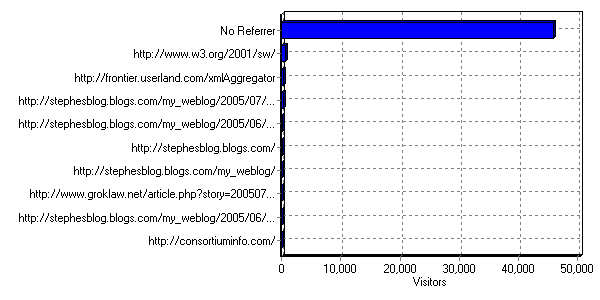 No Referrer
http://www.w3.org/2001/sw/
http://frontier.userland.com/xmlAggregator
http://stephesblog.blogs.com/my_weblog/2005/07/...
http://stephesblog.blogs.com/my_weblog/2005/06/...
http://stephesblog.blogs.com/
http://stephesblog.blogs.com/my_weblog/
http://www.groklaw.net/article.php?story=200507...
http://stephesblog.blogs.com/my_weblog/2005/06/...
http://consortiuminfo.com/
0 10,000 20,000 30,000 40,000 50,000
Visitors